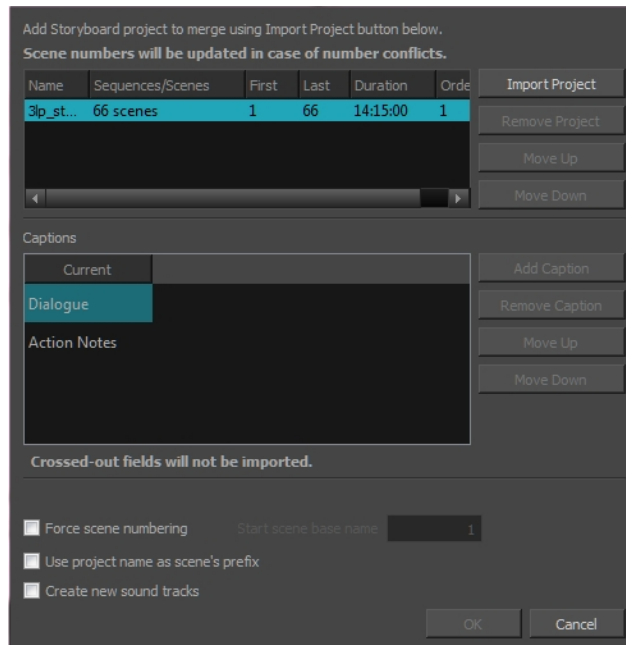 Add Storyboard project to merge using Import Project button below.
Scene numbers will be updated in case of number conflicts.
Name Sequences/Scenes First Last Duration Orde
3lp_st... 66 scenes 1 66 14:15:00 1
Import Project
Remove Project
Move Up
Move Down
Captions
Current
Dialogue
Action Notes
Add Caption
Remove Caption
Move Up
Move Down
Crossed-out fields will not be imported.
Force scene numbering Start scene base name 1
Use project name as scene's prefix
Create new sound tracks
OK Cancel